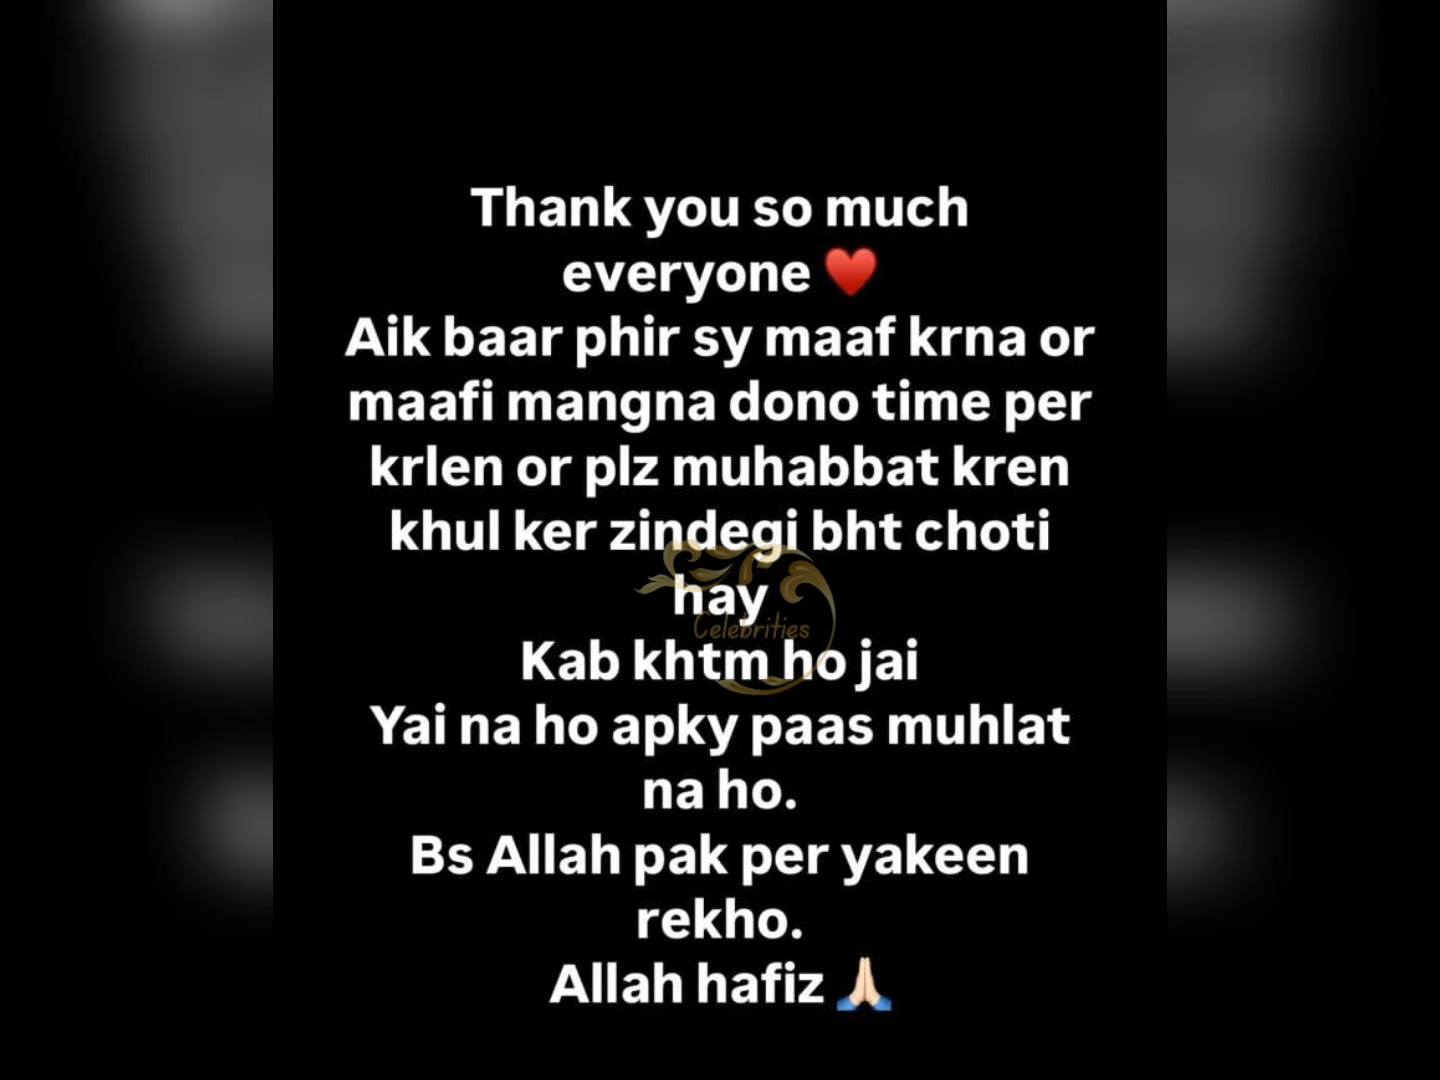 Thank you so much
everyone ♥️
Aik baar phir sy maaf krna or
maafi mangna dono time per
krlen or plz muhabbat kren
khul ker zindegi bht choti
hay
Celebrities
Kab khtm ho jai
Yai na ho apky paas muhlat
na ho.
Bs Allah pak per yakeen
rekho.
Allah hafiz 🙏🏻